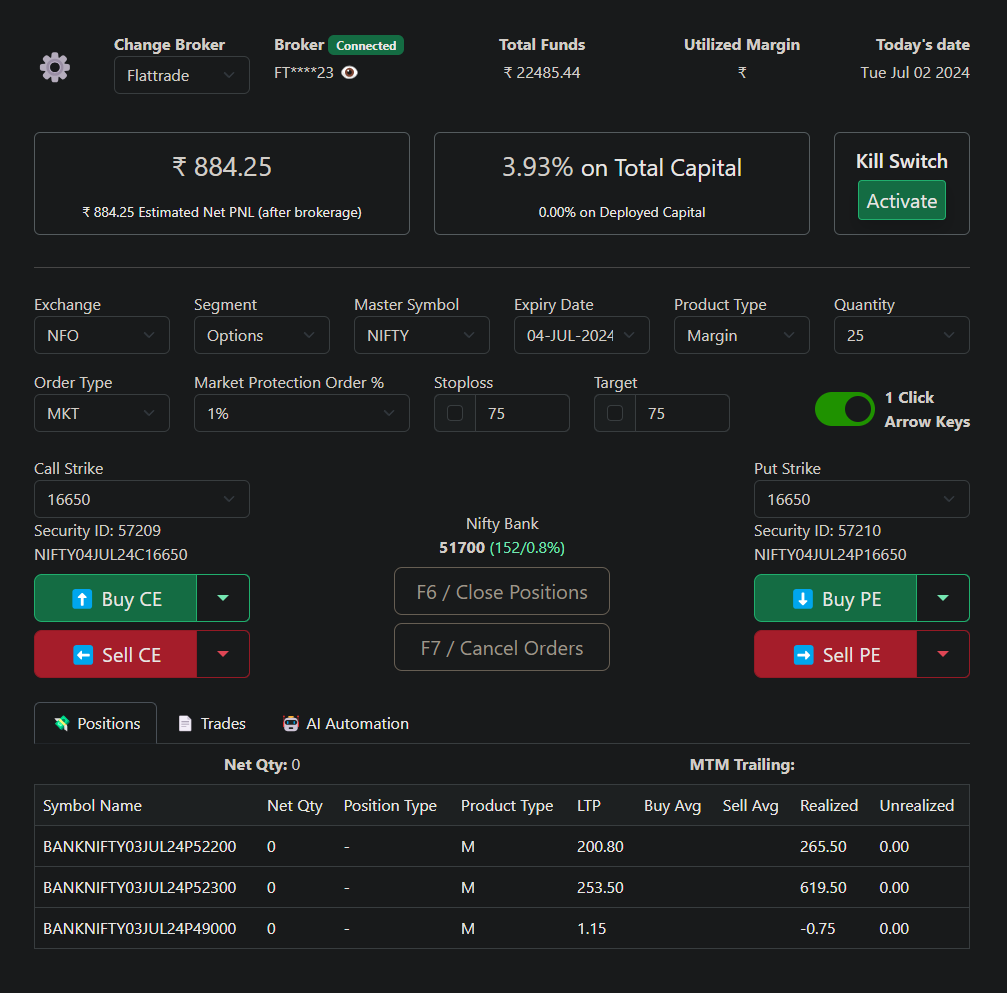 Change Broker
Flattrade
Broker Connected
FT****23
Total Funds
₹ 22485.44
Utilized Margin
₹
Today's date
Tue Jul 02 2024
₹ 884.25
₹ 884.25 Estimated Net PNL (after brokerage)
3.93% on Total Capital
0.00% on Deployed Capital
Kill Switch
Activate
Exchange
NFO
Segment
Options
Master Symbol
NIFTY
Expiry Date
04-JUL-2024
Product Type
Margin
Quantity
25
Order Type
MKT
Market Protection Order %
1%
Stoploss
75
Target
75
1 Click
Arrow Keys
Call Strike
16650
Security ID: 57209
NIFTY04JUL24C16650
Buy CE
Sell CE
Nifty Bank
51700 (152/0.8%)
F6 / Close Positions
F7 / Cancel Orders
Put Strike
16650
Security ID: 57210
NIFTY04JUL24P16650
Buy PE
Sell PE
Positions Trades AI Automation
Net Qty: 0 MTM Trailing:
Symbol Name Net Qty Position Type Product Type LTP Buy Avg Sell Avg Realized Unrealized
BANKNIFTY03JUL24P52200 0 - M 200.80 265.50 0.00
BANKNIFTY03JUL24P52300 0 - M 253.50 619.50 0.00
BANKNIFTY03JUL24P49000 0 - M 1.15 -0.75 0.00